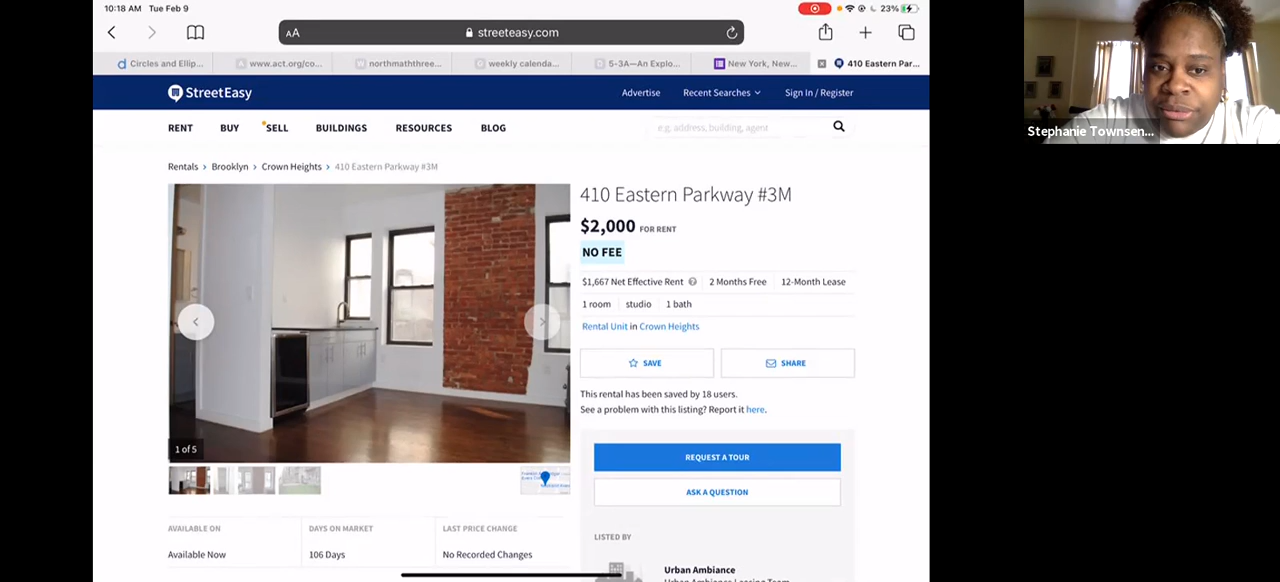 10:18 AM Tue Feb 9
23%
AA
streeteasy.com
Circles and Ellip...
www.act.org/co...
northmaththree...
weekly calenda...
5-3A—An Explo...
New York, New...
410 Eastern Par...
StreetEasy
Advertise
Recent Searches
Sign In / Register
RENT
BUY
SELL
BUILDINGS
RESOURCES
BLOG
e.g. address, building, agent
Rentals > Brooklyn > Crown Heights > 410 Eastern Parkway #3M
1 of 5
410 Eastern Parkway #3M
$2,000 FOR RENT
NO FEE
$1,667 Net Effective Rent ? 2 Months Free 12-Month Lease
1 room studio 1 bath
Rental Unit in Crown Heights
SAVE
SHARE
This rental has been saved by 18 users.
See a problem with this listing? Report it here.
REQUEST A TOUR
ASK A QUESTION
LISTED BY
Urban Ambiance
Urban Ambiance Leasing Team
AVAILABLE ON
Available Now
DAYS ON MARKET
106 Days
LAST PRICE CHANGE
No Recorded Changes
Stephanie Townsen...